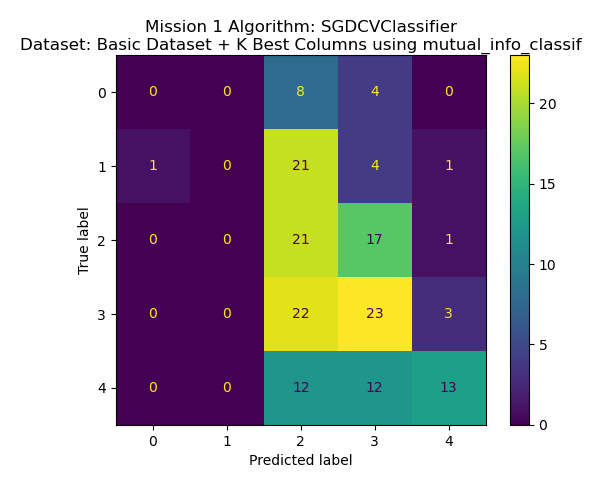 Mission 1 Algorithm: SGDCVClassifier
Dataset: Basic Dataset + K Best Columns using mutual_info_classif
0 0 0 8 4 0
1 1 0 21 4 1
2 0 0 21 17 1
3 0 0 22 23 3
4 0 0 12 12 13
0 1 2 3 4
Predicted label
True label
20
15
10
5
0